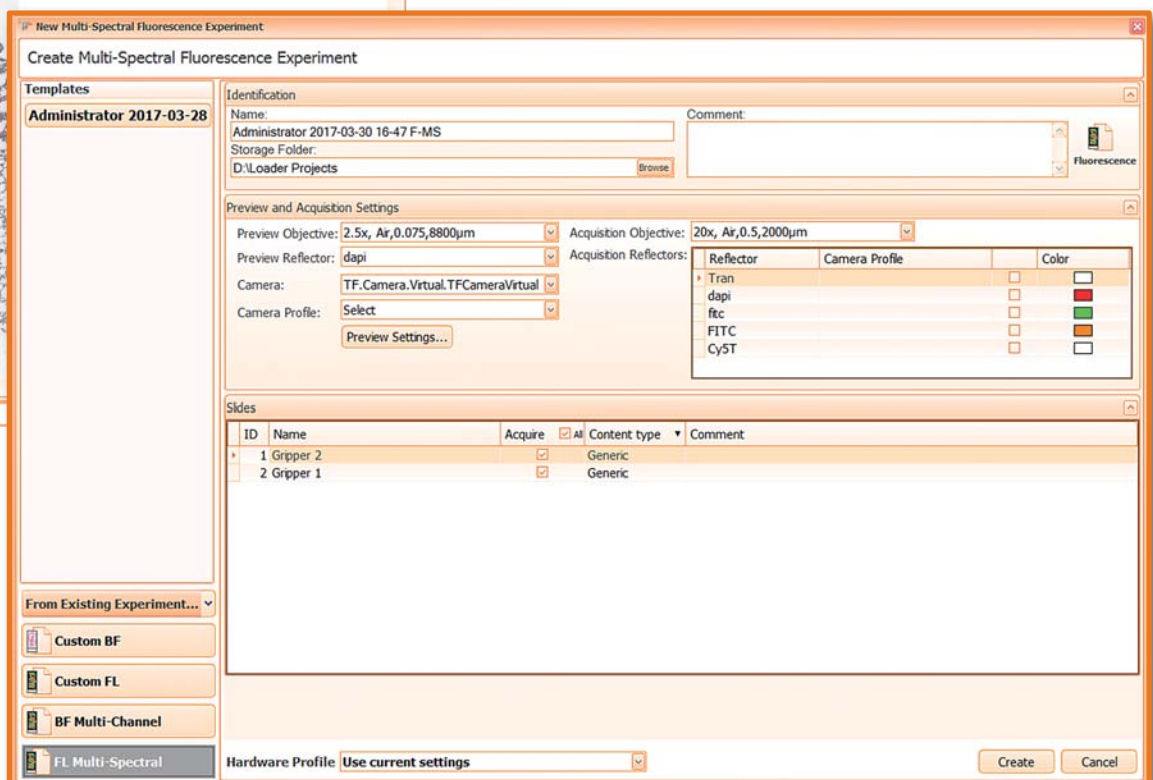 New Multi-Spectral Fluorescence Experiment
Create Multi-Spectral Fluorescence Experiment
Templates
Administrator 2017-03-28
From Existing Experiment...
Custom BF
Custom FL
BF Multi-Channel
FL Multi-Spectral
Identification
Name:
Administrator 2017-03-30 16-47 F-MS
Storage Folder:
D:\Loader Projects
Browse
Comment:
Fluorescence
Preview and Acquisition Settings
Preview Objective: 2.5x, Air,0.075,8800µm
Preview Reflector: dapi
Camera: TF.Camera.Virtual.TFCameraVirtual
Camera Profile: Select
Preview Settings...
Acquisition Objective: 20x, Air,0.5,2000µm
Acquisition Reflectors:
Reflector Camera Profile Color
Tran
dapi
fitc
FITC
Cy5T
Slides
ID Name Acquire All Content type Comment
1 Gripper 2 Generic
2 Gripper 1 Generic
Hardware Profile Use current settings
Create Cancel